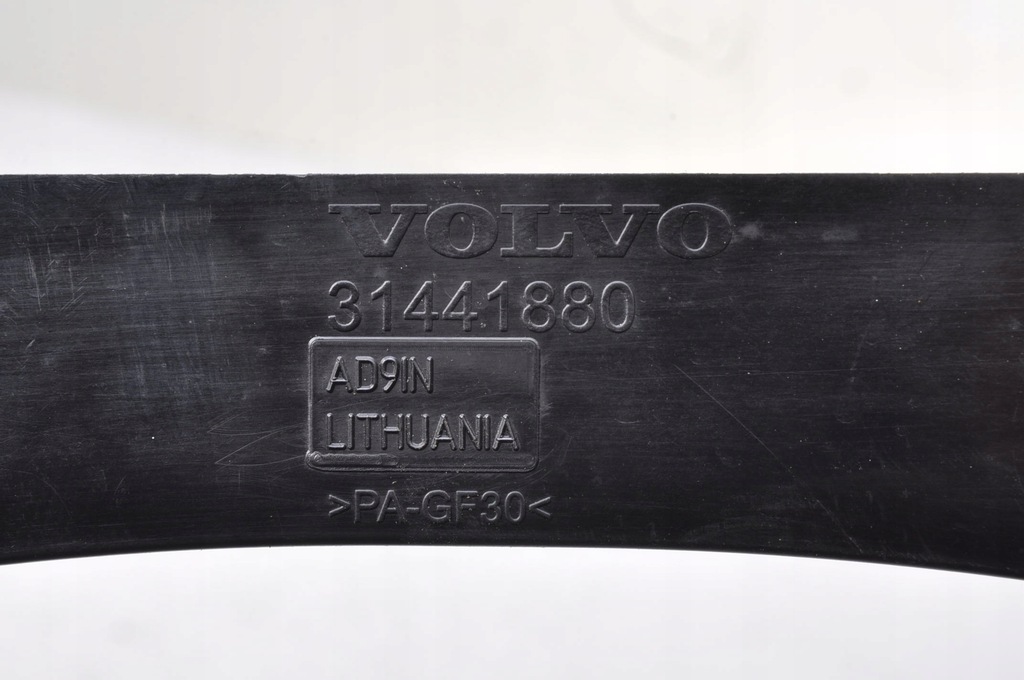 VOLVO
31441880
AD9IN
LITHUANIA
>PA-GF30<